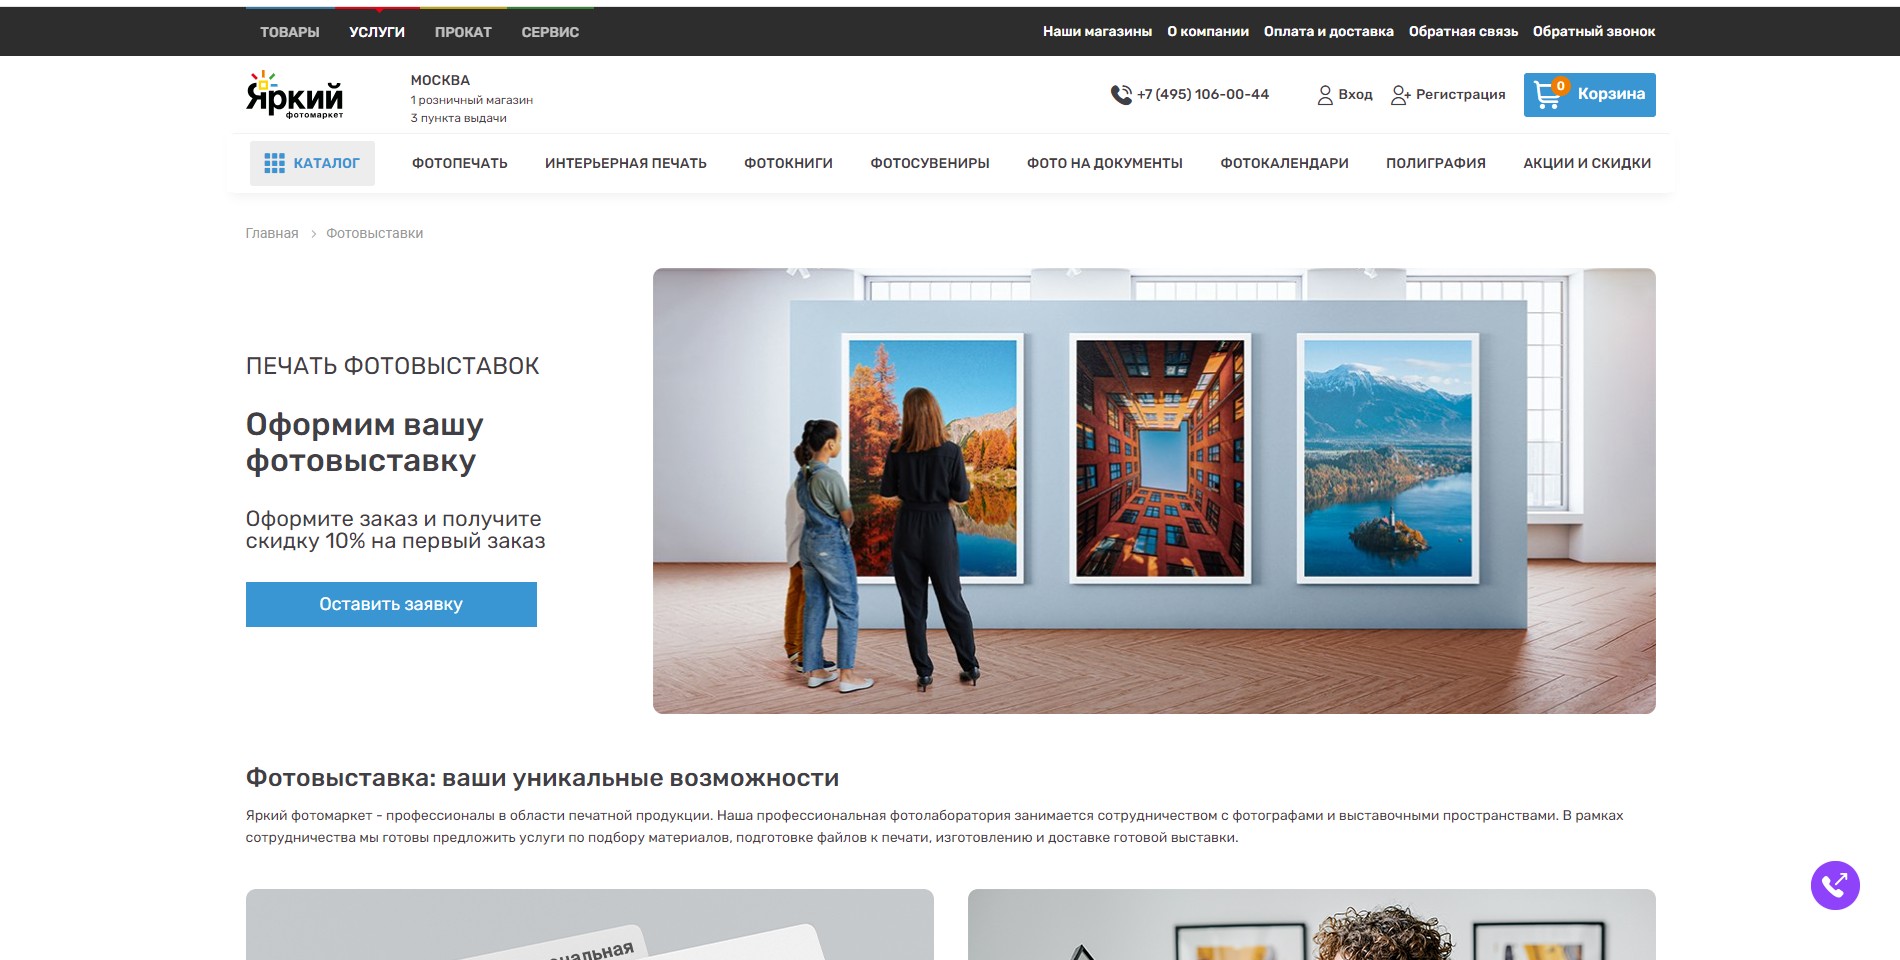 ТОВАРЫ УСЛУГИ ПРОКАТ СЕРВИС Наши магазины О компании Оплата и доставка Обратная связь Обратный звонок
Яркий
фотомаркет
МОСКВА
1 розничный магазин
3 пункта выдачи
+7 (495) 106-00-44 Вход Регистрация 0 Корзина
КАТАЛОГ ФОТОПЕЧАТЬ ИНТЕРЬЕРНАЯ ПЕЧАТЬ ФОТОКНИГИ ФОТОСУВЕНИРЫ ФОТО НА ДОКУМЕНТЫ ФОТОКАЛЕНДАРИ ПОЛИГРАФИЯ АКЦИИ И СКИДКИ
Главная > Фотовыставки
ПЕЧАТЬ ФОТОВЫСТАВОК
Оформим вашу
фотовыставку
Оформите заказ и получите
скидку 10% на первый заказ
Оставить заявку
Фотовыставка: ваши уникальные возможности
Яркий фотомаркет - профессионалы в области печатной продукции. Наша профессиональная фотолаборатория занимается сотрудничеством с фотографами и выставочными пространствами. В рамках
сотрудничества мы готовы предложить услуги по подбору материалов, подготовке файлов к печати, изготовлению и доставке готовой выставки.